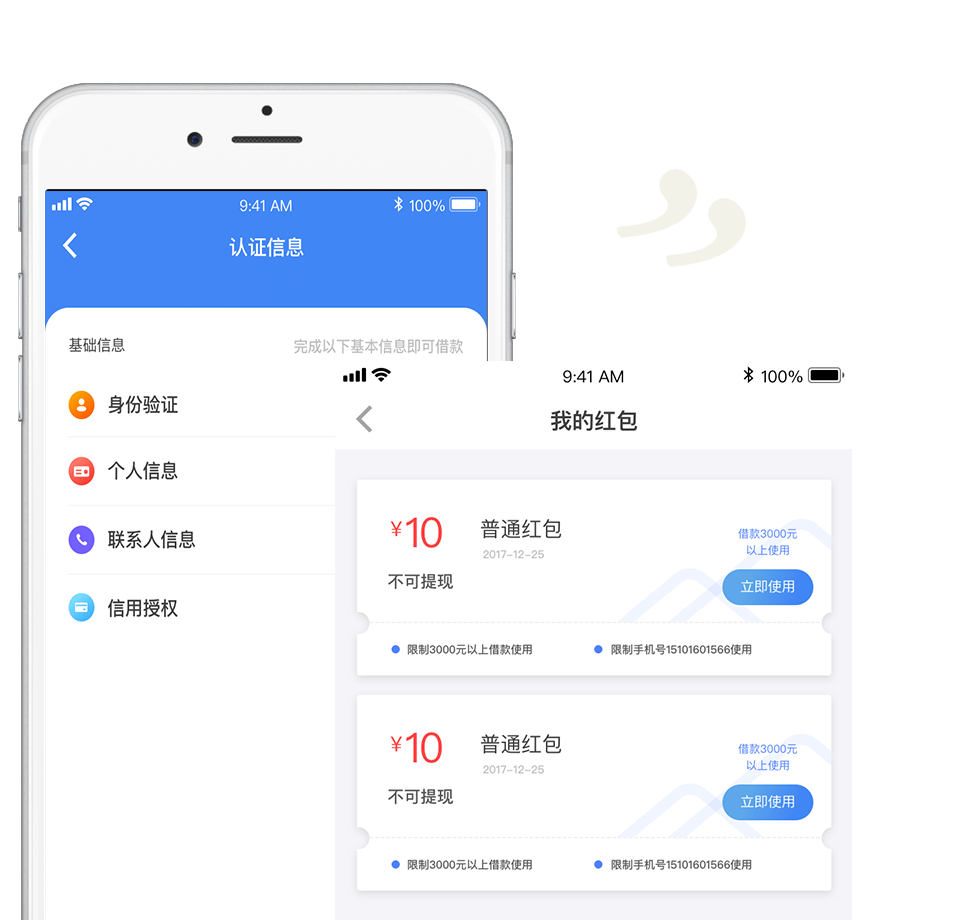 9:41 AM
100%
认证信息
基础信息
完成以下基本信息即可借款
身份验证
个人信息
联系人信息
信用授权
9:41 AM
100%
我的红包
¥10
普通红包
2017-12-25
不可提现
借款3000元
以上使用
立即使用
限制3000元以上借款使用
限制手机号15101601566使用
¥10
普通红包
2017-12-25
不可提现
借款3000元
以上使用
立即使用
限制3000元以上借款使用
限制手机号15101601566使用